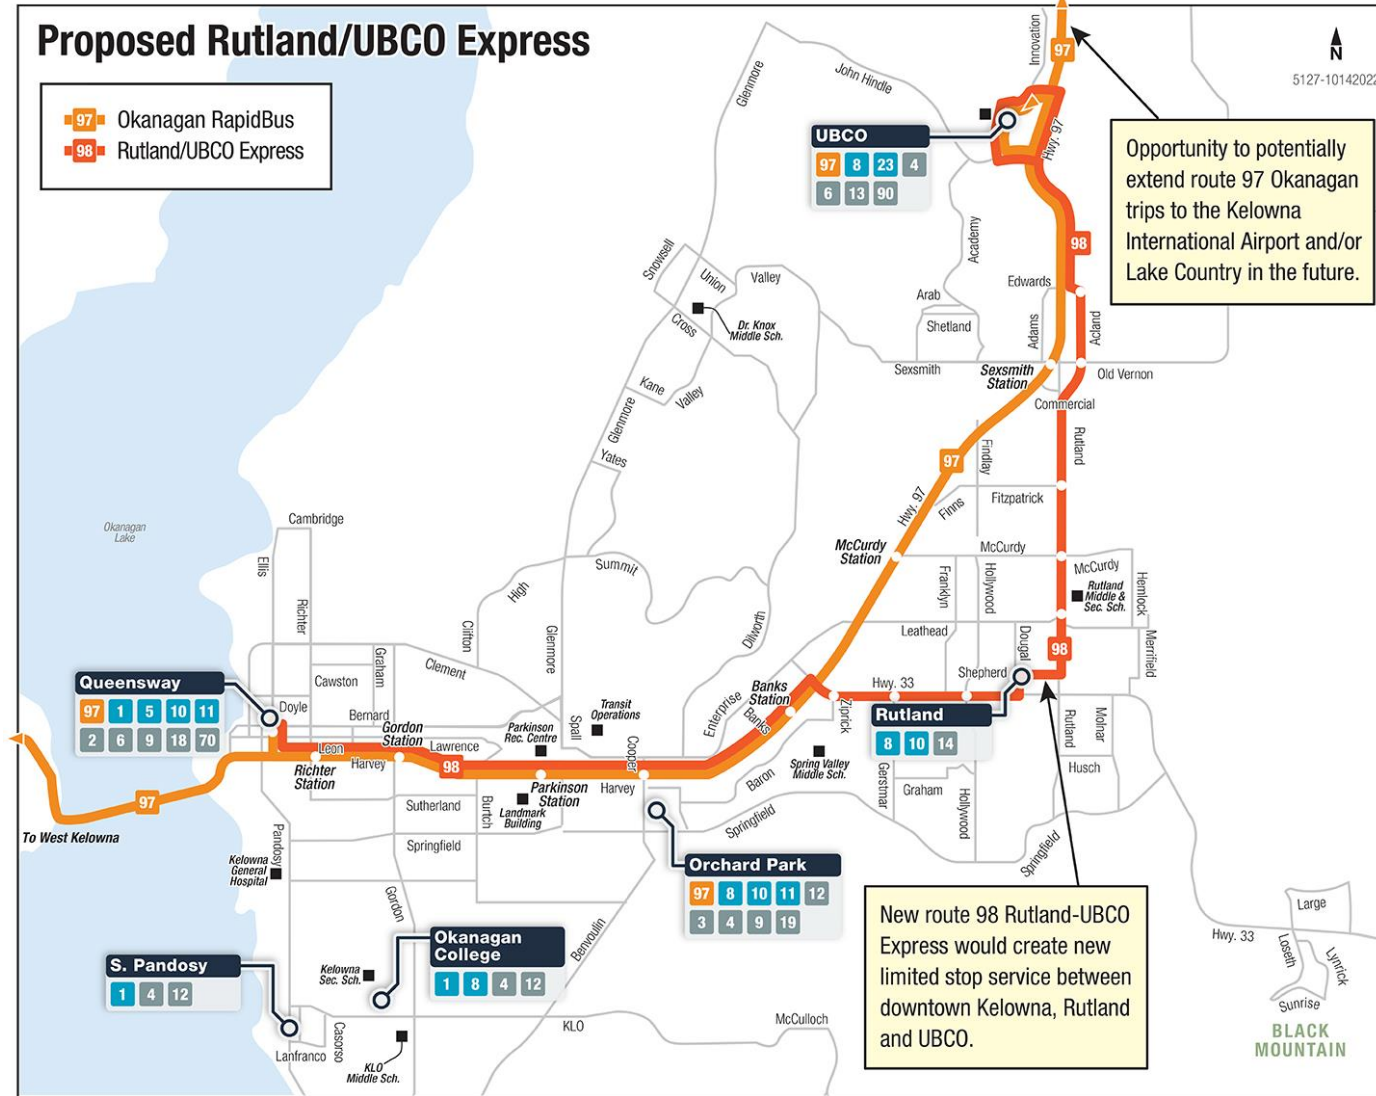 Proposed Rutland/UBCO Express
97 Okanagan RapidBus
98 Rutland/UBCO Express
N
5127-10142022
97
Opportunity to potentially
extend route 97 Okanagan
trips to the Kelowna
International Airport and/or
Lake Country in the future.
Innovation
John Hindle
Glenmore
Hwy. 97
UBCO
97 8 23 4
6 13 90
98
Academy
Snowsell
Union
Valley
Edwards
Arab
Shetland
Adams
Acland
Cross
Dr. Knox
Middle Sch.
Sexsmith
Sexsmith
Station
Old Vernon
Kane
Valley
Commercial
Glenmore
Rutland
Findlay
97
Yates
Hwy. 97
Finns
Fitzpatrick
Okanagan
Lake
Cambridge
McCurdy
Station
McCurdy
McCurdy
Ellis
Summit
High
Franklyn
Hollywood
Rutland
Middle &
Sec. Sch.
Hemlock
Richter
Clifton
Glenmore
Dilworth
Leathead
Dougal
Merrifield
98
Graham
Clement
Cawston
Shepherd
Queensway
97 1 5 10 11
2 6 9 18 70
Doyle
Bernard
Gordon
Station
Lawrence
Leon
Harvey
Richter
Station
98
Parkinson
Rec. Centre
Spall
Transit
Operations
Cooper
Enterprise
Banks
Station
Banks
Ziprick
Hwy. 33
Rutland
8 10 14
Rutland
Molnar
Husch
Spring Valley
Middle Sch.
Baron
Gerstmar
Graham
Hollywood
97
To West Kelowna
Sutherland
Burtch
Landmark
Building
Parkinson
Station
Harvey
Springfield
Springfield
Springfield
Pandosy
Kelowna
General
Hospital
Gordon
Orchard Park
97 8 10 11 12
3 4 9 19
Benvoulin
New route 98 Rutland-UBCO
Express would create new
limited stop service between
downtown Kelowna, Rutland
and UBCO.
Large
Hwy. 33
Loseth
Lynrick
Sunrise
BLACK
MOUNTAIN
S. Pandosy
1 4 12
Kelowna
Sec. Sch.
Okanagan
College
1 8 4 12
Casorso
Lanfranco
KLO
KLO
Middle Sch.
McCulloch